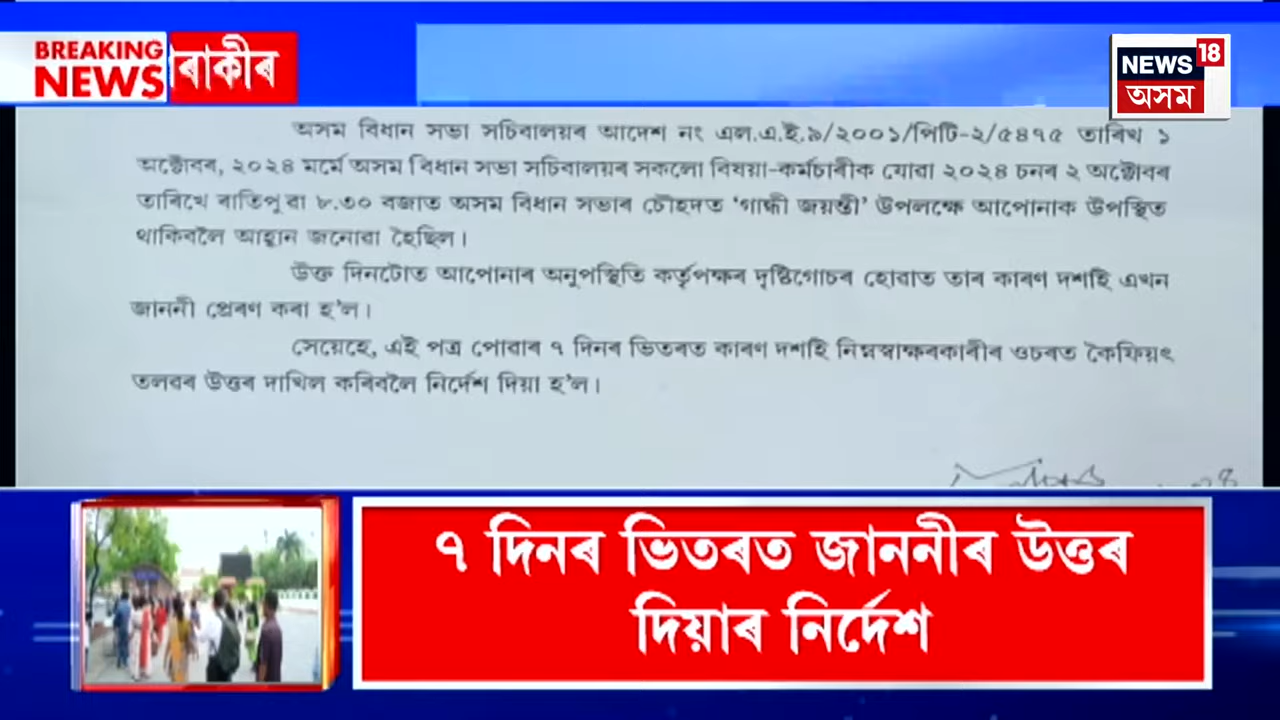 BREAKING NEWS
ৰাকীৰ
NEWS 18
অসম
অসম বিধান সভা সচিবালয়ৰ আদেশ নং এল.এ.ই.৯/২০০১/পিটি-২/৫৪৭৫ তাৰিখ ১
অক্টোবৰ, ২০২৪ মৰ্মে অসম বিধান সভা সচিবালয়ৰ সকলো বিষয়া-কৰ্মচাৰীক যোৱা ২০২৪ চনৰ ২ অক্টোবৰ
তাৰিখে ৰাতিপুৱা ৮.৩০ বজাত অসম বিধান সভাৰ চৌহদত ‘গান্ধী জয়ন্তী’ উপলক্ষে আপোনাক উপস্থিত
থাকিবলৈ আহ্বান জনোৱা হৈছিল।
উক্ত দিনটোত আপোনাৰ অনুপস্থিতি কৰ্তৃপক্ষৰ দৃষ্টিগোচৰ হোৱাত তাৰ কাৰণ দৰ্শাই এখন
জাননী প্ৰেৰণ কৰা হ’ল।
সেয়েহে, এই পত্ৰ পোৱাৰ ৭ দিনৰ ভিতৰত কাৰণ দৰ্শাই নিম্নস্বাক্ষৰকাৰীৰ ওচৰত কৈফিয়ৎ
তলৱৰ উত্তৰ দাখিল কৰিবলৈ নিৰ্দেশ দিয়া হ’ল।
৭ দিনৰ ভিতৰত জাননীৰ উত্তৰ
দিয়াৰ নিৰ্দেশ